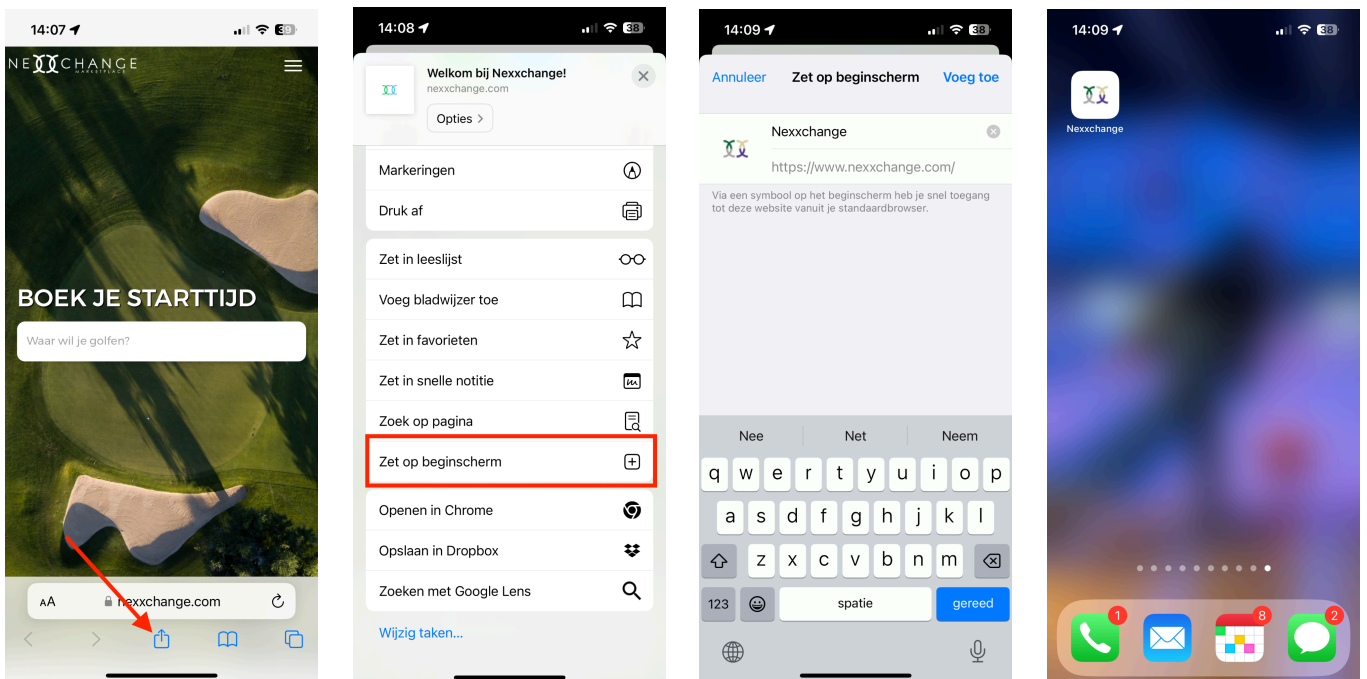 14:07
39
NEXXCHANGE
MARKETPLACE
BOEK JE STARTTIJD
Waar wil je golfen?
AA
nexxchange.com
14:08
38
Welkom bij Nexxchange!
nexxchange.com
Opties >
Markeringen
Druk af
Zet in leeslijst
Voeg bladwijzer toe
Zet in favorieten
Zet in snelle notitie
Zoek op pagina
Zet op beginscherm
Openen in Chrome
Opslaan in Dropbox
Zoeken met Google Lens
Wijzig taken...
14:09
38
Annuleer Zet op beginscherm Voeg toe
Nexxchange
https://www.nexxchange.com/
Via een symbool op het beginscherm heb je snel toegang
tot deze website vanuit je standaardbrowser.
Nee Net Neem
q w e r t y u i o p
a s d f g h j k l
z x c v b n m
123 spatie gereed
14:09
38
Nexxchange
1 8 2